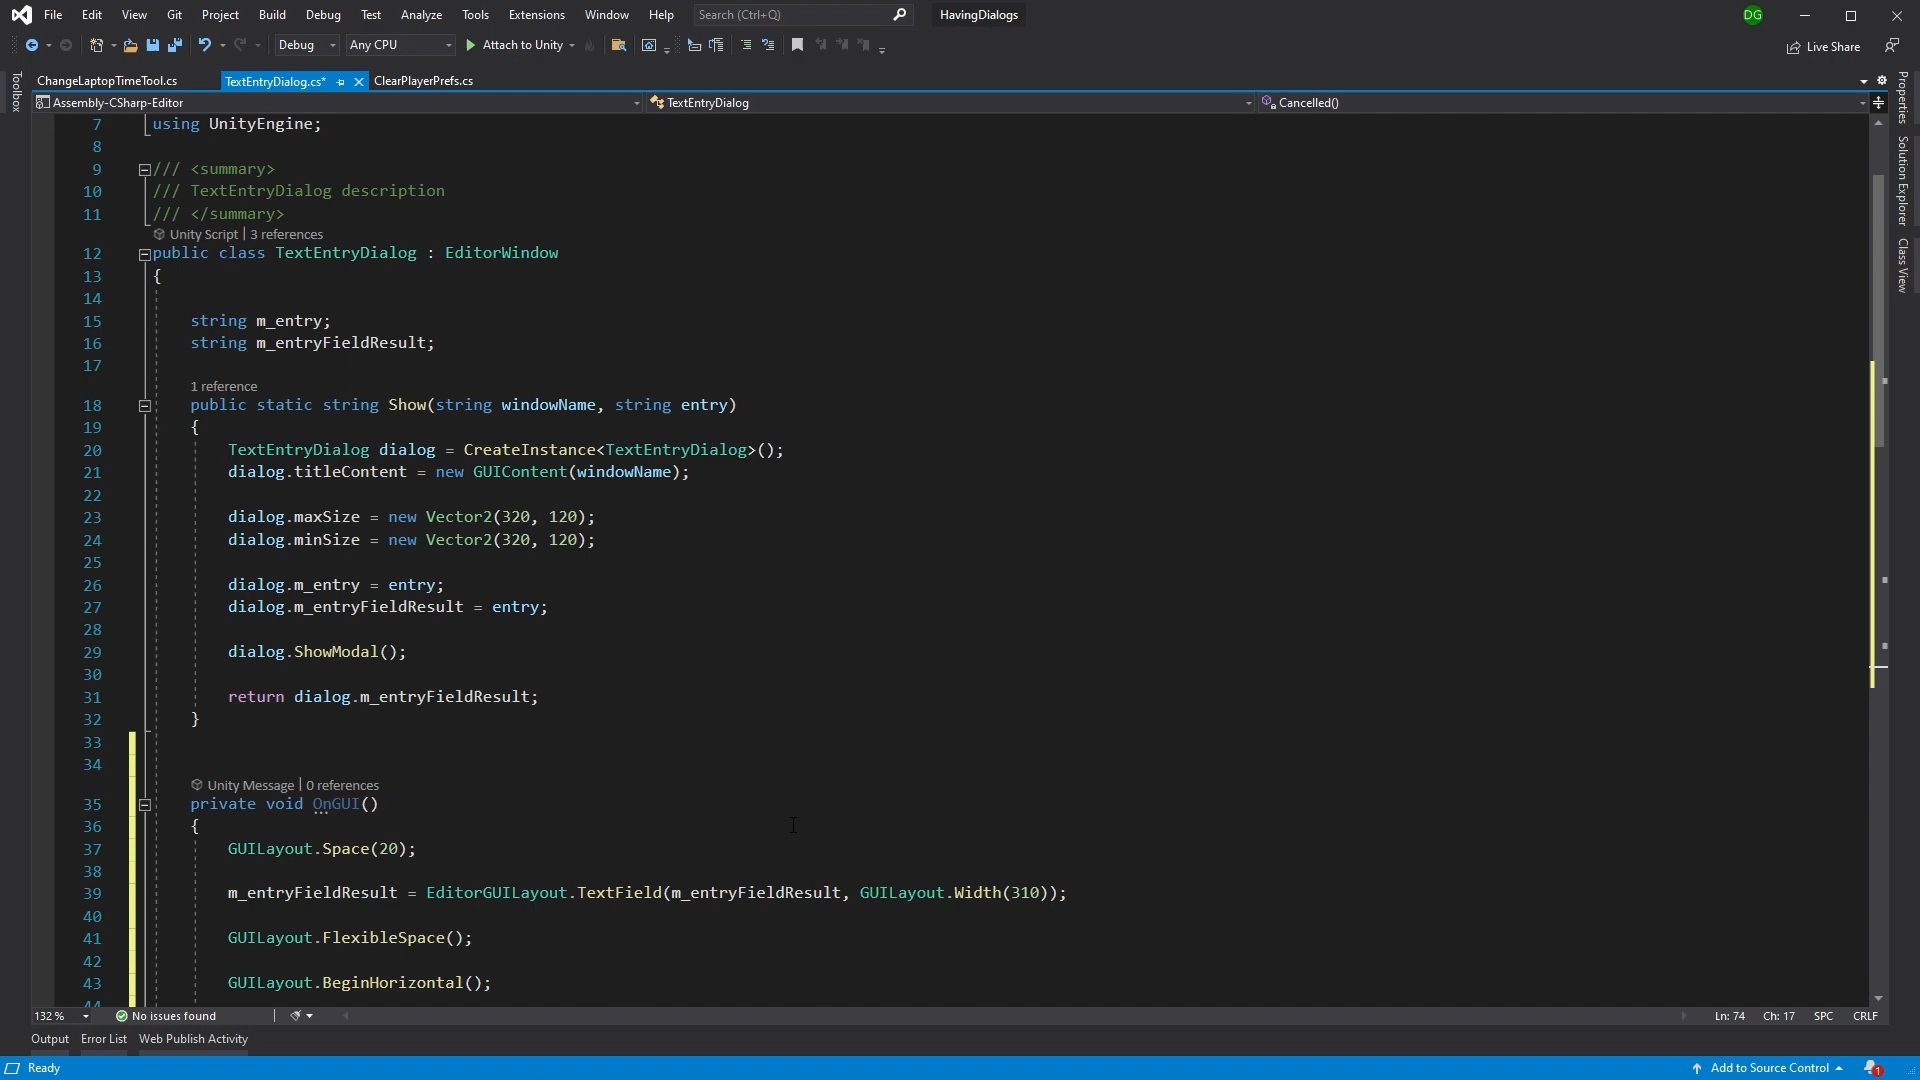 File Edit View Git Project Build Debug Test Analyze Tools Extensions Window Help Search (Ctrl+Q) HavingDialogs DG
Debug Any CPU Attach to Unity Live Share
ChangeLaptopTimeTool.cs TextEntryDialog.cs* ClearPlayerPrefs.cs
Assembly-CSharp-Editor TextEntryDialog Cancelled()
Toolbox
Properties
Solution Explorer
Class View
7 using UnityEngine;
8
9 /// <summary>
10 /// TextEntryDialog description
11 /// </summary>
Unity Script | 3 references
12 public class TextEntryDialog : EditorWindow
13 {
14
15 string m_entry;
16 string m_entryFieldResult;
17
1 reference
18 public static string Show(string windowName, string entry)
19 {
20 TextEntryDialog dialog = CreateInstance<TextEntryDialog>();
21 dialog.titleContent = new GUIContent(windowName);
22
23 dialog.maxSize = new Vector2(320, 120);
24 dialog.minSize = new Vector2(320, 120);
25
26 dialog.m_entry = entry;
27 dialog.m_entryFieldResult = entry;
28
29 dialog.ShowModal();
30
31 return dialog.m_entryFieldResult;
32 }
33
34
Unity Message | 0 references
35 private void OnGUI()
36 {
37 GUILayout.Space(20);
38
39 m_entryFieldResult = EditorGUILayout.TextField(m_entryFieldResult, GUILayout.Width(310));
40
41 GUILayout.FlexibleSpace();
42
43 GUILayout.BeginHorizontal();
44
132 % No issues found Ln: 74 Ch: 17 SPC CRLF
Output Error List Web Publish Activity
Ready Add to Source Control 1